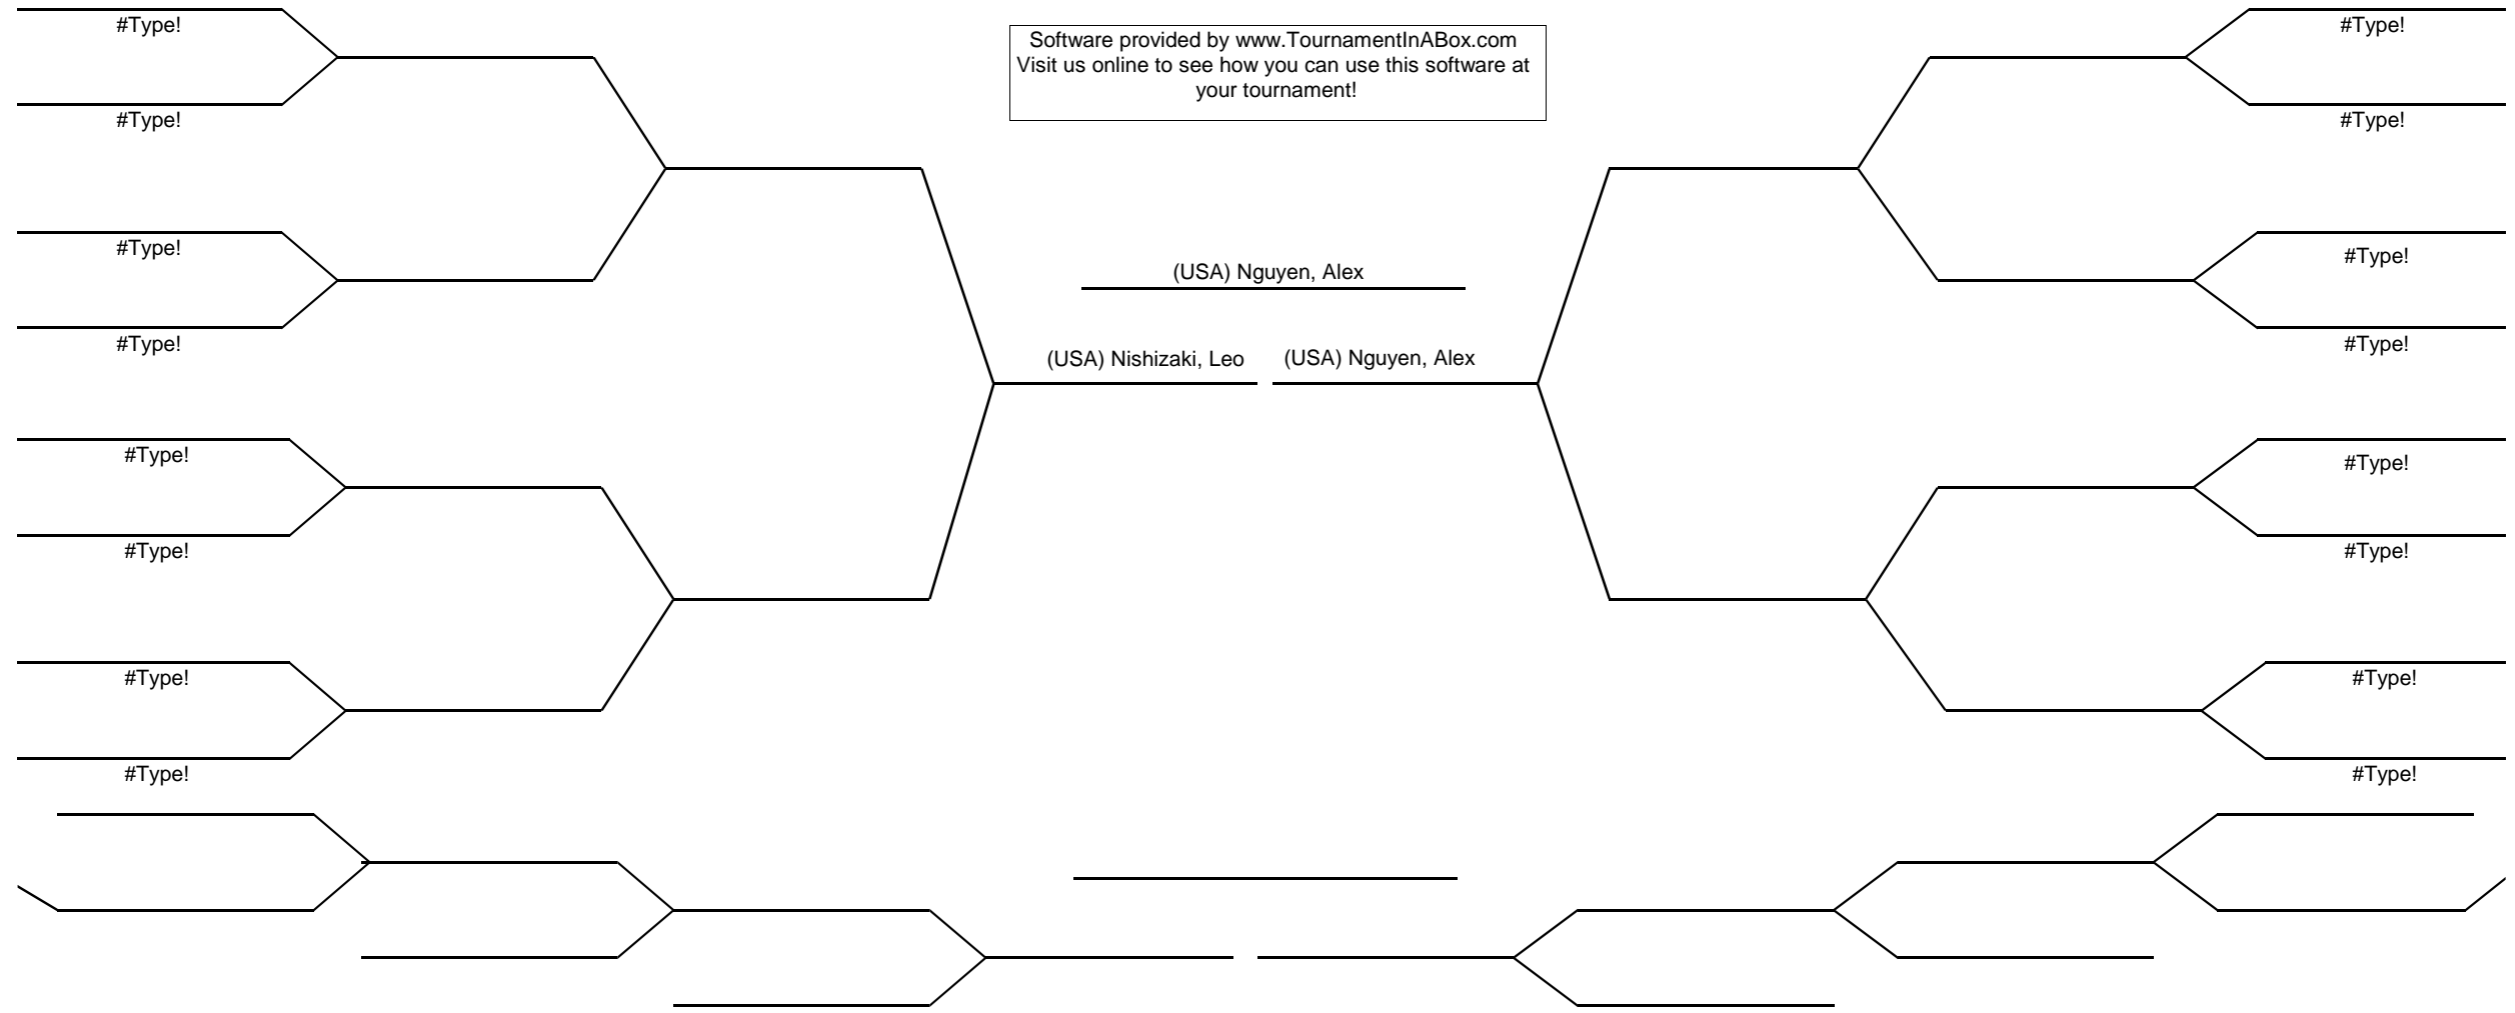 #Type!
#Type!
Software provided by www.TournamentInABox.com
Visit us online to see how you can use this software at
your tournament!
#Type!
#Type!
#Type!
#Type!
(USA) Nguyen, Alex
#Type!
#Type!
(USA) Nishizaki, Leo
(USA) Nguyen, Alex
#Type!
#Type!
#Type!
#Type!
#Type!
#Type!
#Type!
#Type!